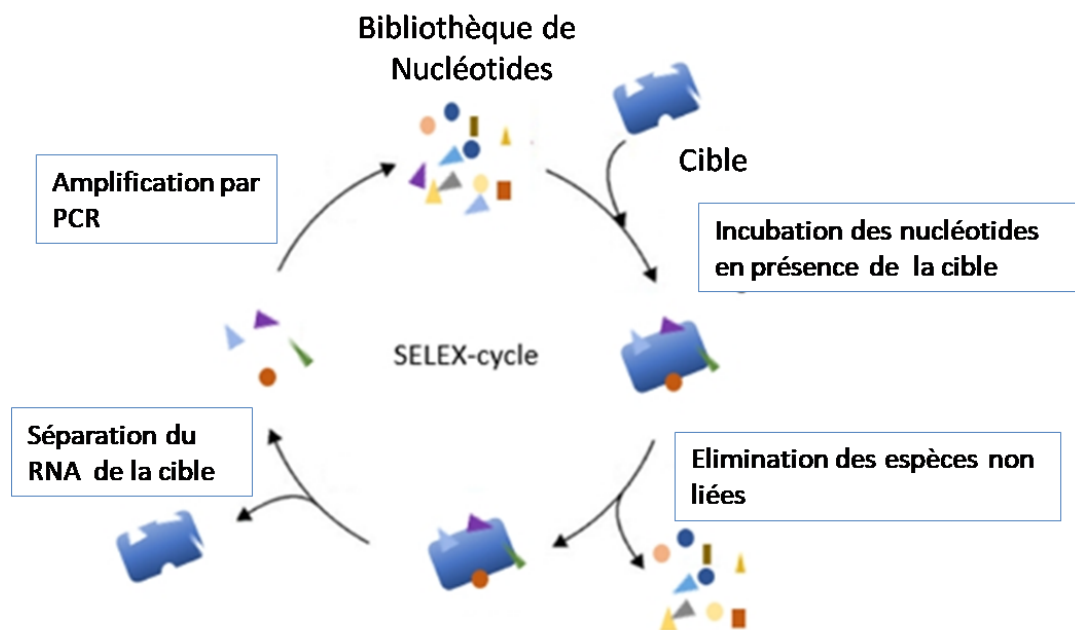 Bibliothèque de
Nucléotides
Cible
Amplification par
PCR
Incubation des nucléotides
en présence de la cible
SELEX-cycle
Séparation du
RNA de la cible
Elimination des espèces non
liées